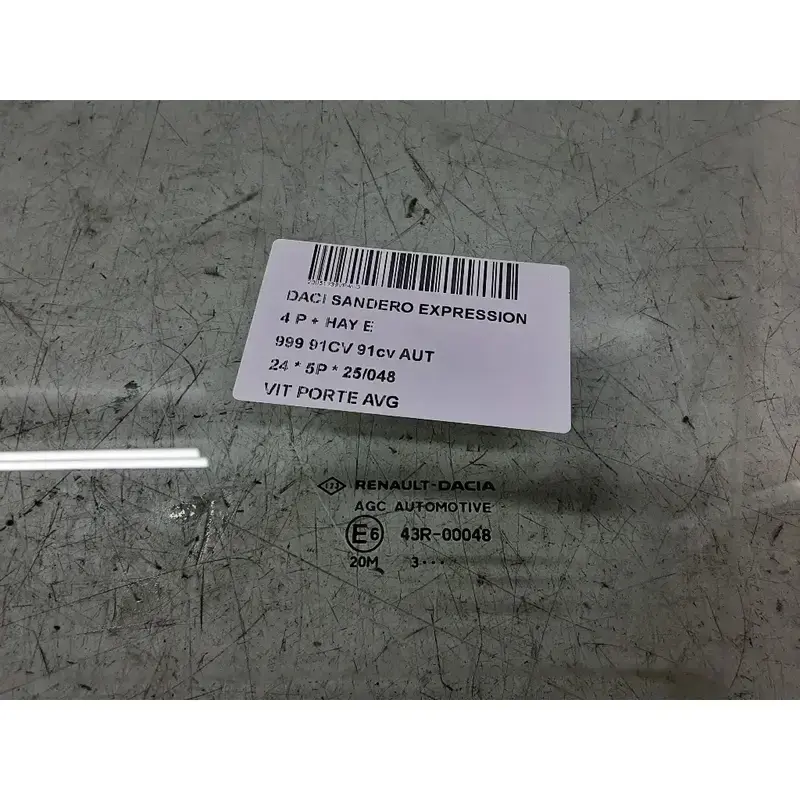 DACI SANDERO EXPRESSION
4 P + HAY E
999 91CV 91cv AUT
24 * 5P * 25/048
VIT PORTE AVG
RENAULT-DACIA
AGC AUTOMOTIVE
E6 43R-00048
20M 3•••